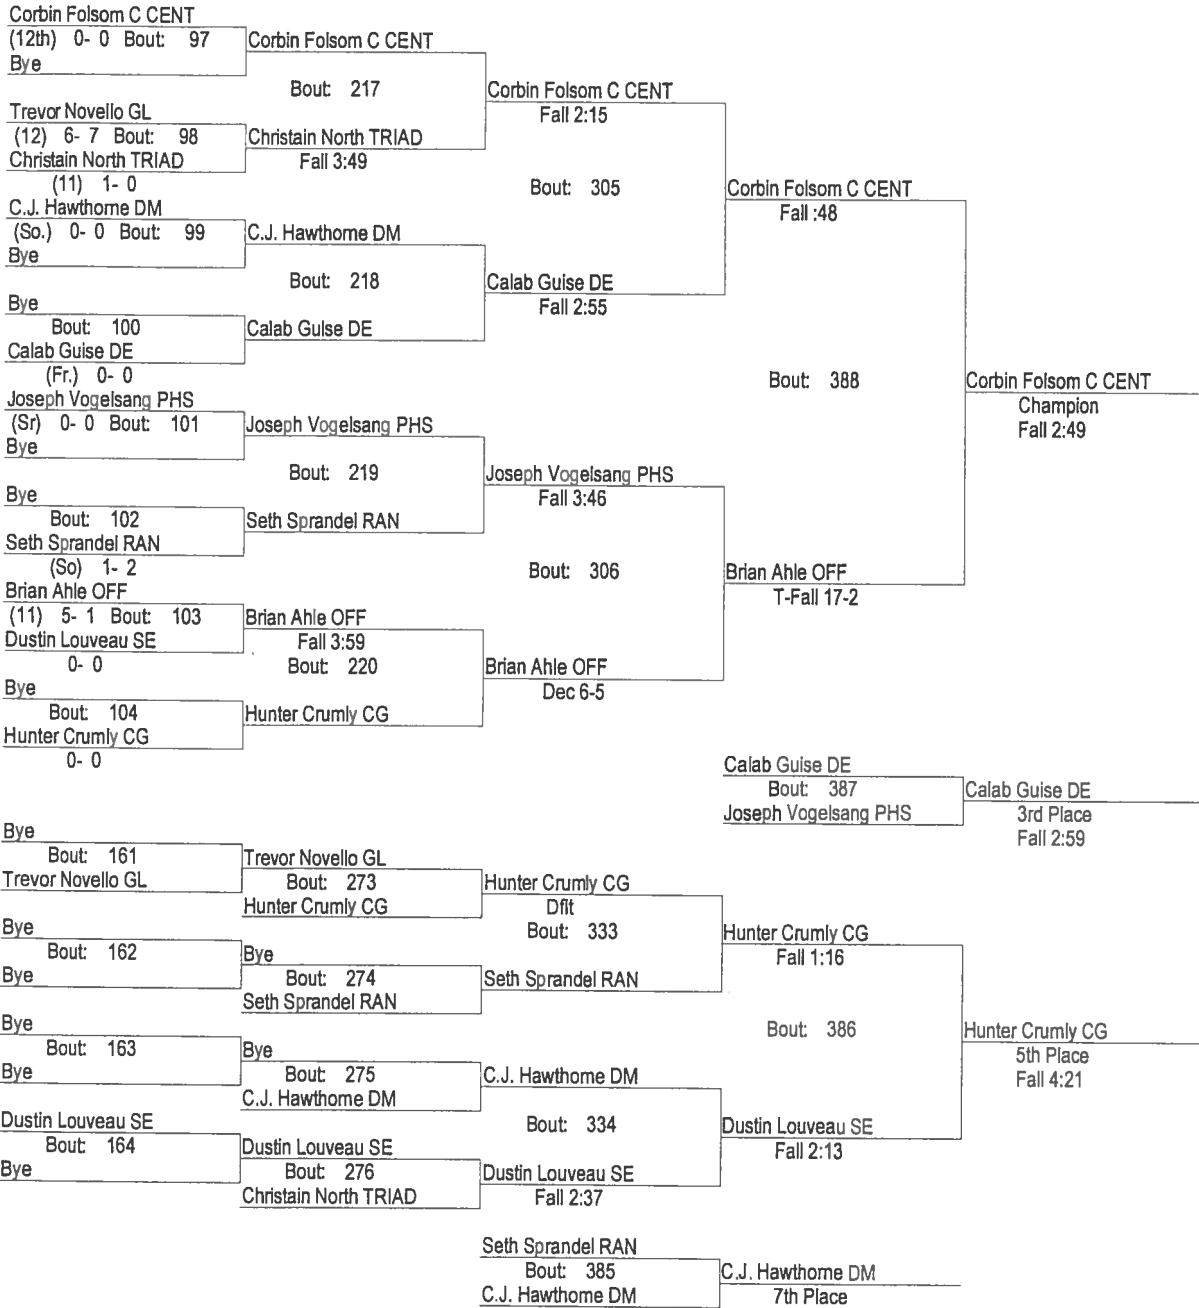 Corbin Folsom C CENT
(12th) 0- 0 Bout: 97
Bye
Corbin Folsom C CENT
Bout: 217
Trevor Novello GL
(12) 6- 7 Bout: 98
Christain North TRIAD
(11) 1- 0
Christain North TRIAD
Fall 3:49
Corbin Folsom C CENT
Fall 2:15
Bout: 305
C.J. Hawthorne DM
(So.) 0- 0 Bout: 99
Bye
C.J. Hawthorne DM
Bout: 218
Bye
Bout: 100
Calab Guise DE
(Fr.) 0- 0
Calab Guise DE
Calab Guise DE
Fall 2:55
Corbin Folsom C CENT
Fall :48
Bout: 388
Joseph Vogelsang PHS
(Sr) 0- 0 Bout: 101
Bye
Joseph Vogelsang PHS
Bout: 219
Bye
Bout: 102
Seth Sprandel RAN
(So) 1- 2
Seth Sprandel RAN
Joseph Vogelsang PHS
Fall 3:46
Bout: 306
Brian Ahle OFF
(11) 5- 1 Bout: 103
Dustin Louveau SE
0- 0
Brian Ahle OFF
Fall 3:59
Bout: 220
Bye
Bout: 104
Hunter Crumly CG
0- 0
Hunter Crumly CG
Brian Ahle OFF
Dec 6-5
Brian Ahle OFF
T-Fall 17-2
Corbin Folsom C CENT
Champion
Fall 2:49
Calab Guise DE
Bout: 387
Joseph Vogelsang PHS
Calab Guise DE
3rd Place
Fall 2:59
Bye
Bout: 161
Trevor Novello GL
Trevor Novello GL
Bout: 273
Hunter Crumly CG
Hunter Crumly CG
Dflt
Bout: 333
Bye
Bout: 162
Bye
Bye
Bout: 274
Seth Sprandel RAN
Seth Sprandel RAN
Hunter Crumly CG
Fall 1:16
Bout: 386
Bye
Bout: 163
Bye
Bye
Bout: 275
C.J. Hawthorne DM
C.J. Hawthorne DM
Bout: 334
Dustin Louveau SE
Bout: 164
Bye
Dustin Louveau SE
Bout: 276
Christain North TRIAD
Dustin Louveau SE
Fall 2:37
Dustin Louveau SE
Fall 2:13
Hunter Crumly CG
5th Place
Fall 4:21
Seth Sprandel RAN
Bout: 385
C.J. Hawthorne DM
C.J. Hawthorne DM
7th Place